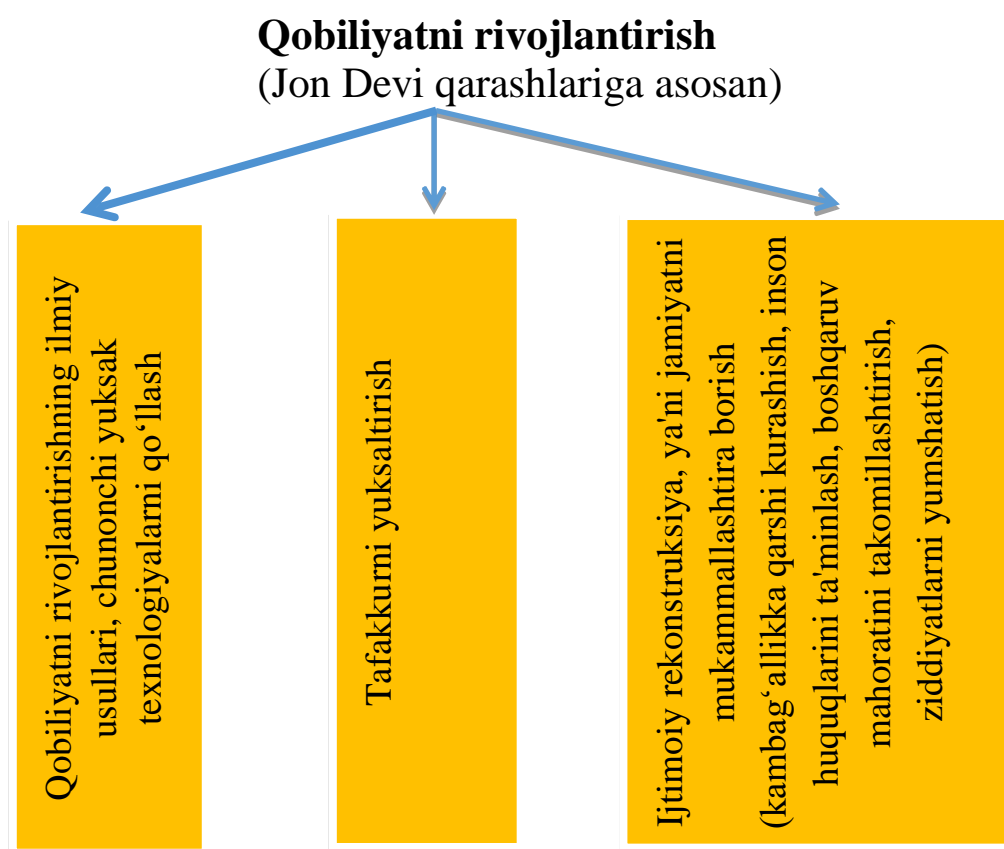 Qobiliyatni rivojlantirish
(Jon Devi qarashlariga asosan)
Qobiliyatni rivojlantirishning ilmiy
usullari, chunonchi yuksak
texnologiyalarni qo‘llash
Tafakkurni yuksaltirish
Ijtimoiy rekonstruksiya, ya'ni jamiyatni
mukammallashtira borish
(kambag‘allikka qarshi kurashish, inson
huquqlarini ta'minlash, boshqaruv
mahoratini takomillashtirish,
ziddiyatlarni yumshatish)